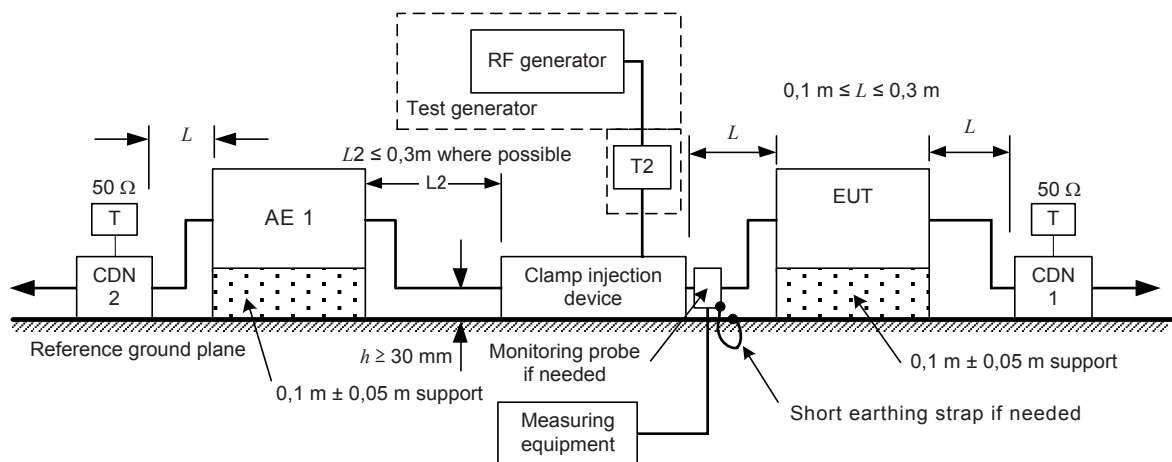 RF generator
Test generator
0,1 m ≤ L ≤ 0,3 m
L
L2 ≤ 0,3m where possible
L2
T2
L
L
50 Ω
T
AE 1
EUT
50 Ω
T
CDN
2
Clamp injection
device
CDN
1
Reference ground plane
h ≥ 30 mm
Monitoring probe
if needed
0,1 m ± 0,05 m support
0,1 m ± 0,05 m support
Short earthing strap if needed
Measuring
equipment